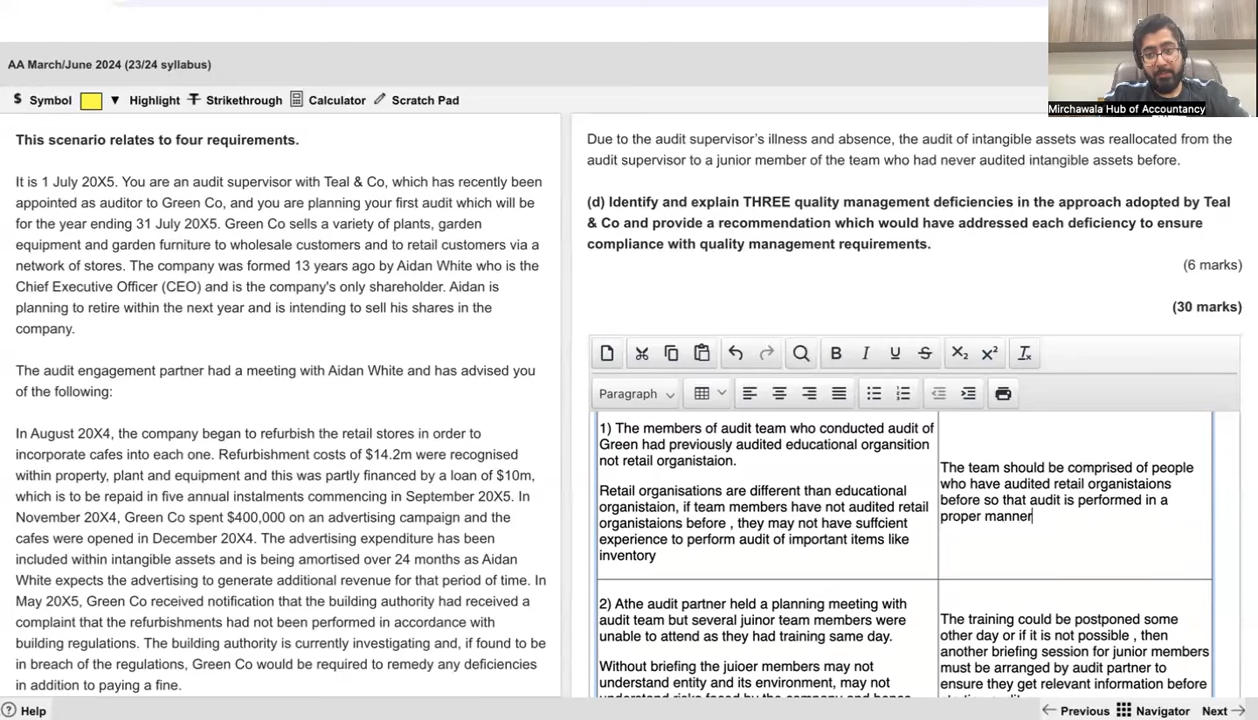 AA March/June 2024 (23/24 syllabus)
Mirchawala Hub of Accountancy
$ Symbol Highlight Strikethrough Calculator Scratch Pad
This scenario relates to four requirements.
It is 1 July 20X5. You are an audit supervisor with Teal & Co, which has recently been
appointed as auditor to Green Co, and you are planning your first audit which will be
for the year ending 31 July 20X5. Green Co sells a variety of plants, garden
equipment and garden furniture to wholesale customers and to retail customers via a
network of stores. The company was formed 13 years ago by Aidan White who is the
Chief Executive Officer (CEO) and is the company's only shareholder. Aidan is
planning to retire within the next year and is intending to sell his shares in the
company.
The audit engagement partner had a meeting with Aidan White and has advised you
of the following:
In August 20X4, the company began to refurbish the retail stores in order to
incorporate cafes into each one. Refurbishment costs of $14.2m were recognised
within property, plant and equipment and this was partly financed by a loan of $10m,
which is to be repaid in five annual instalments commencing in September 20X5. In
November 20X4, Green Co spent $400,000 on an advertising campaign and the
cafes were opened in December 20X4. The advertising expenditure has been
included within intangible assets and is being amortised over 24 months as Aidan
White expects the advertising to generate additional revenue for that period of time. In
May 20X5, Green Co received notification that the building authority had received a
complaint that the refurbishments had not been performed in accordance with
building regulations. The building authority is currently investigating and, if found to be
in breach of the regulations, Green Co would be required to remedy any deficiencies
in addition to paying a fine.
Due to the audit supervisor's illness and absence, the audit of intangible assets was reallocated from the
audit supervisor to a junior member of the team who had never audited intangible assets before.
(d) Identify and explain THREE quality management deficiencies in the approach adopted by Teal
& Co and provide a recommendation which would have addressed each deficiency to ensure
compliance with quality management requirements.
(6 marks)
(30 marks)
B I U S X₂ X² Tx
Paragraph
1) The members of audit team who conducted audit of
Green had previously audited educational organsition
not retail organistaion.
Retail organisations are different than educational
organistaion, if team members have not audited retail
organistaions before , they may not have suffcient
experience to perform audit of important items like
inventory
The team should be comprised of people
who have audited retail organistaions
before so that audit is performed in a
proper manner
2) Athe audit partner held a planning meeting with
audit team but several juinor team members were
unable to attend as they had training same day.
Without briefing the juioer members may not
understand entity and its environment, may not
understand risks faced by the company and hence
The training could be postponed some
other day or if it is not possible , then
another briefing session for junior members
must be arranged by audit partner to
ensure they get relevant information before
Help
Previous Navigator Next